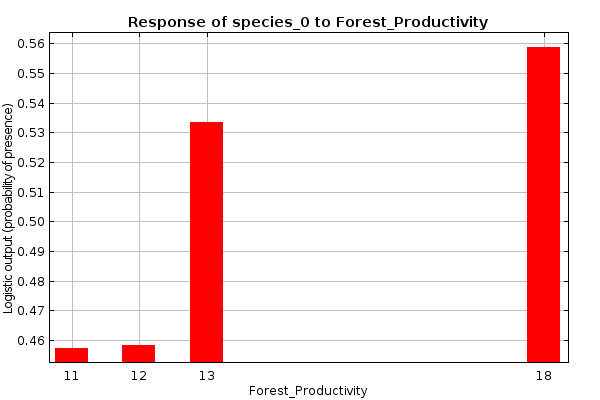 Response of species_0 to Forest_Productivity
Logistic output (probability of presence)
0.56
0.55
0.54
0.53
0.52
0.51
0.50
0.49
0.48
0.47
0.46
11 12 13 18
Forest_Productivity